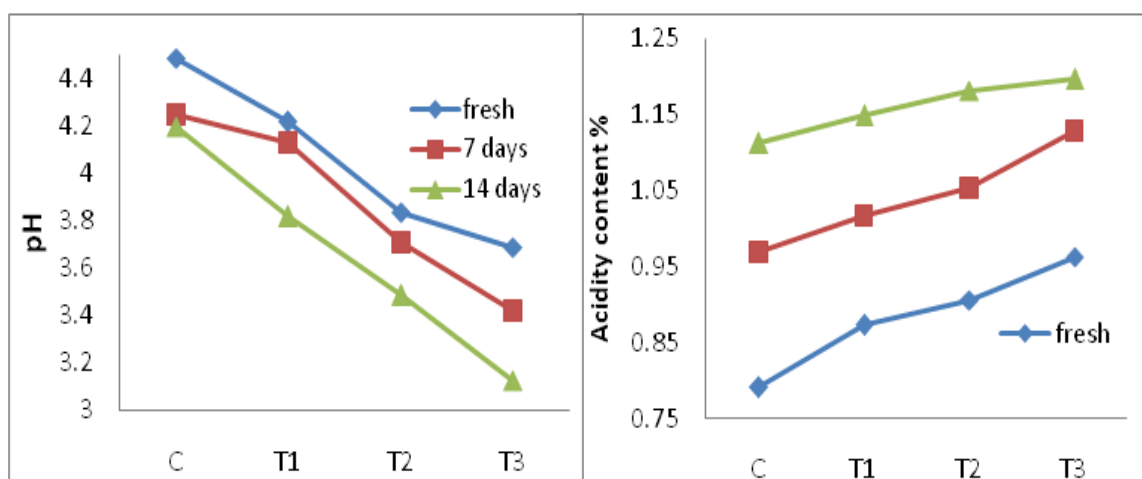 pH
4.4
4.2
4
3.8
3.6
3.4
3.2
3
fresh
7 days
14 days
C T1 T2 T3
Acidity content %
1.25
1.15
1.05
0.95
0.85
0.75
fresh
C T1 T2 T3